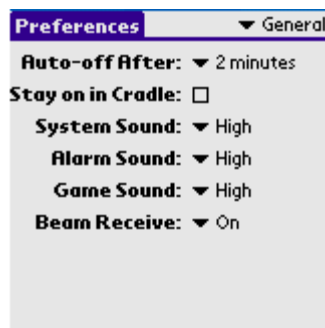 Preferences General
Auto-off After: 2 minutes
Stay on in Cradle:
System Sound: High
Alarm Sound: High
Game Sound: High
Beam Receive: On